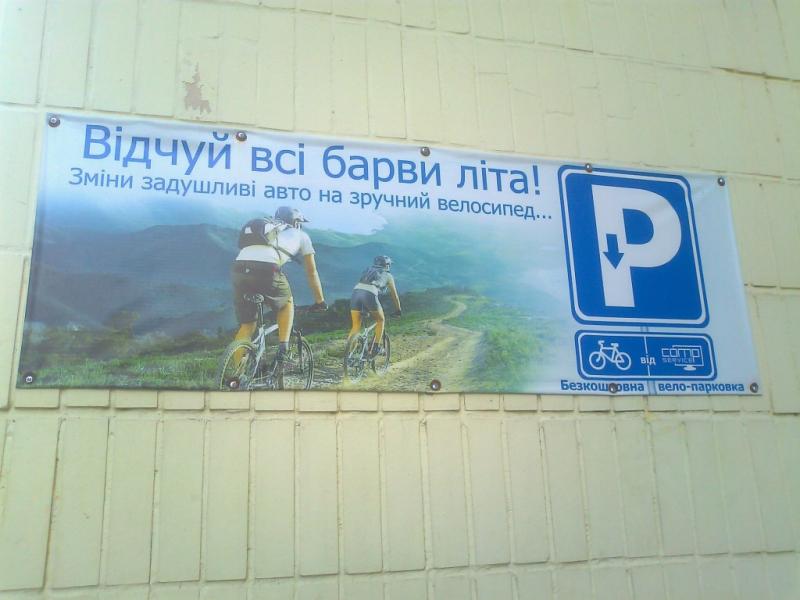 Відчуй всі барви літа!
Зміни задушливі авто на зручний велосипед...
P
від
comp
SERVICE
Безкоштовна вело-парковка